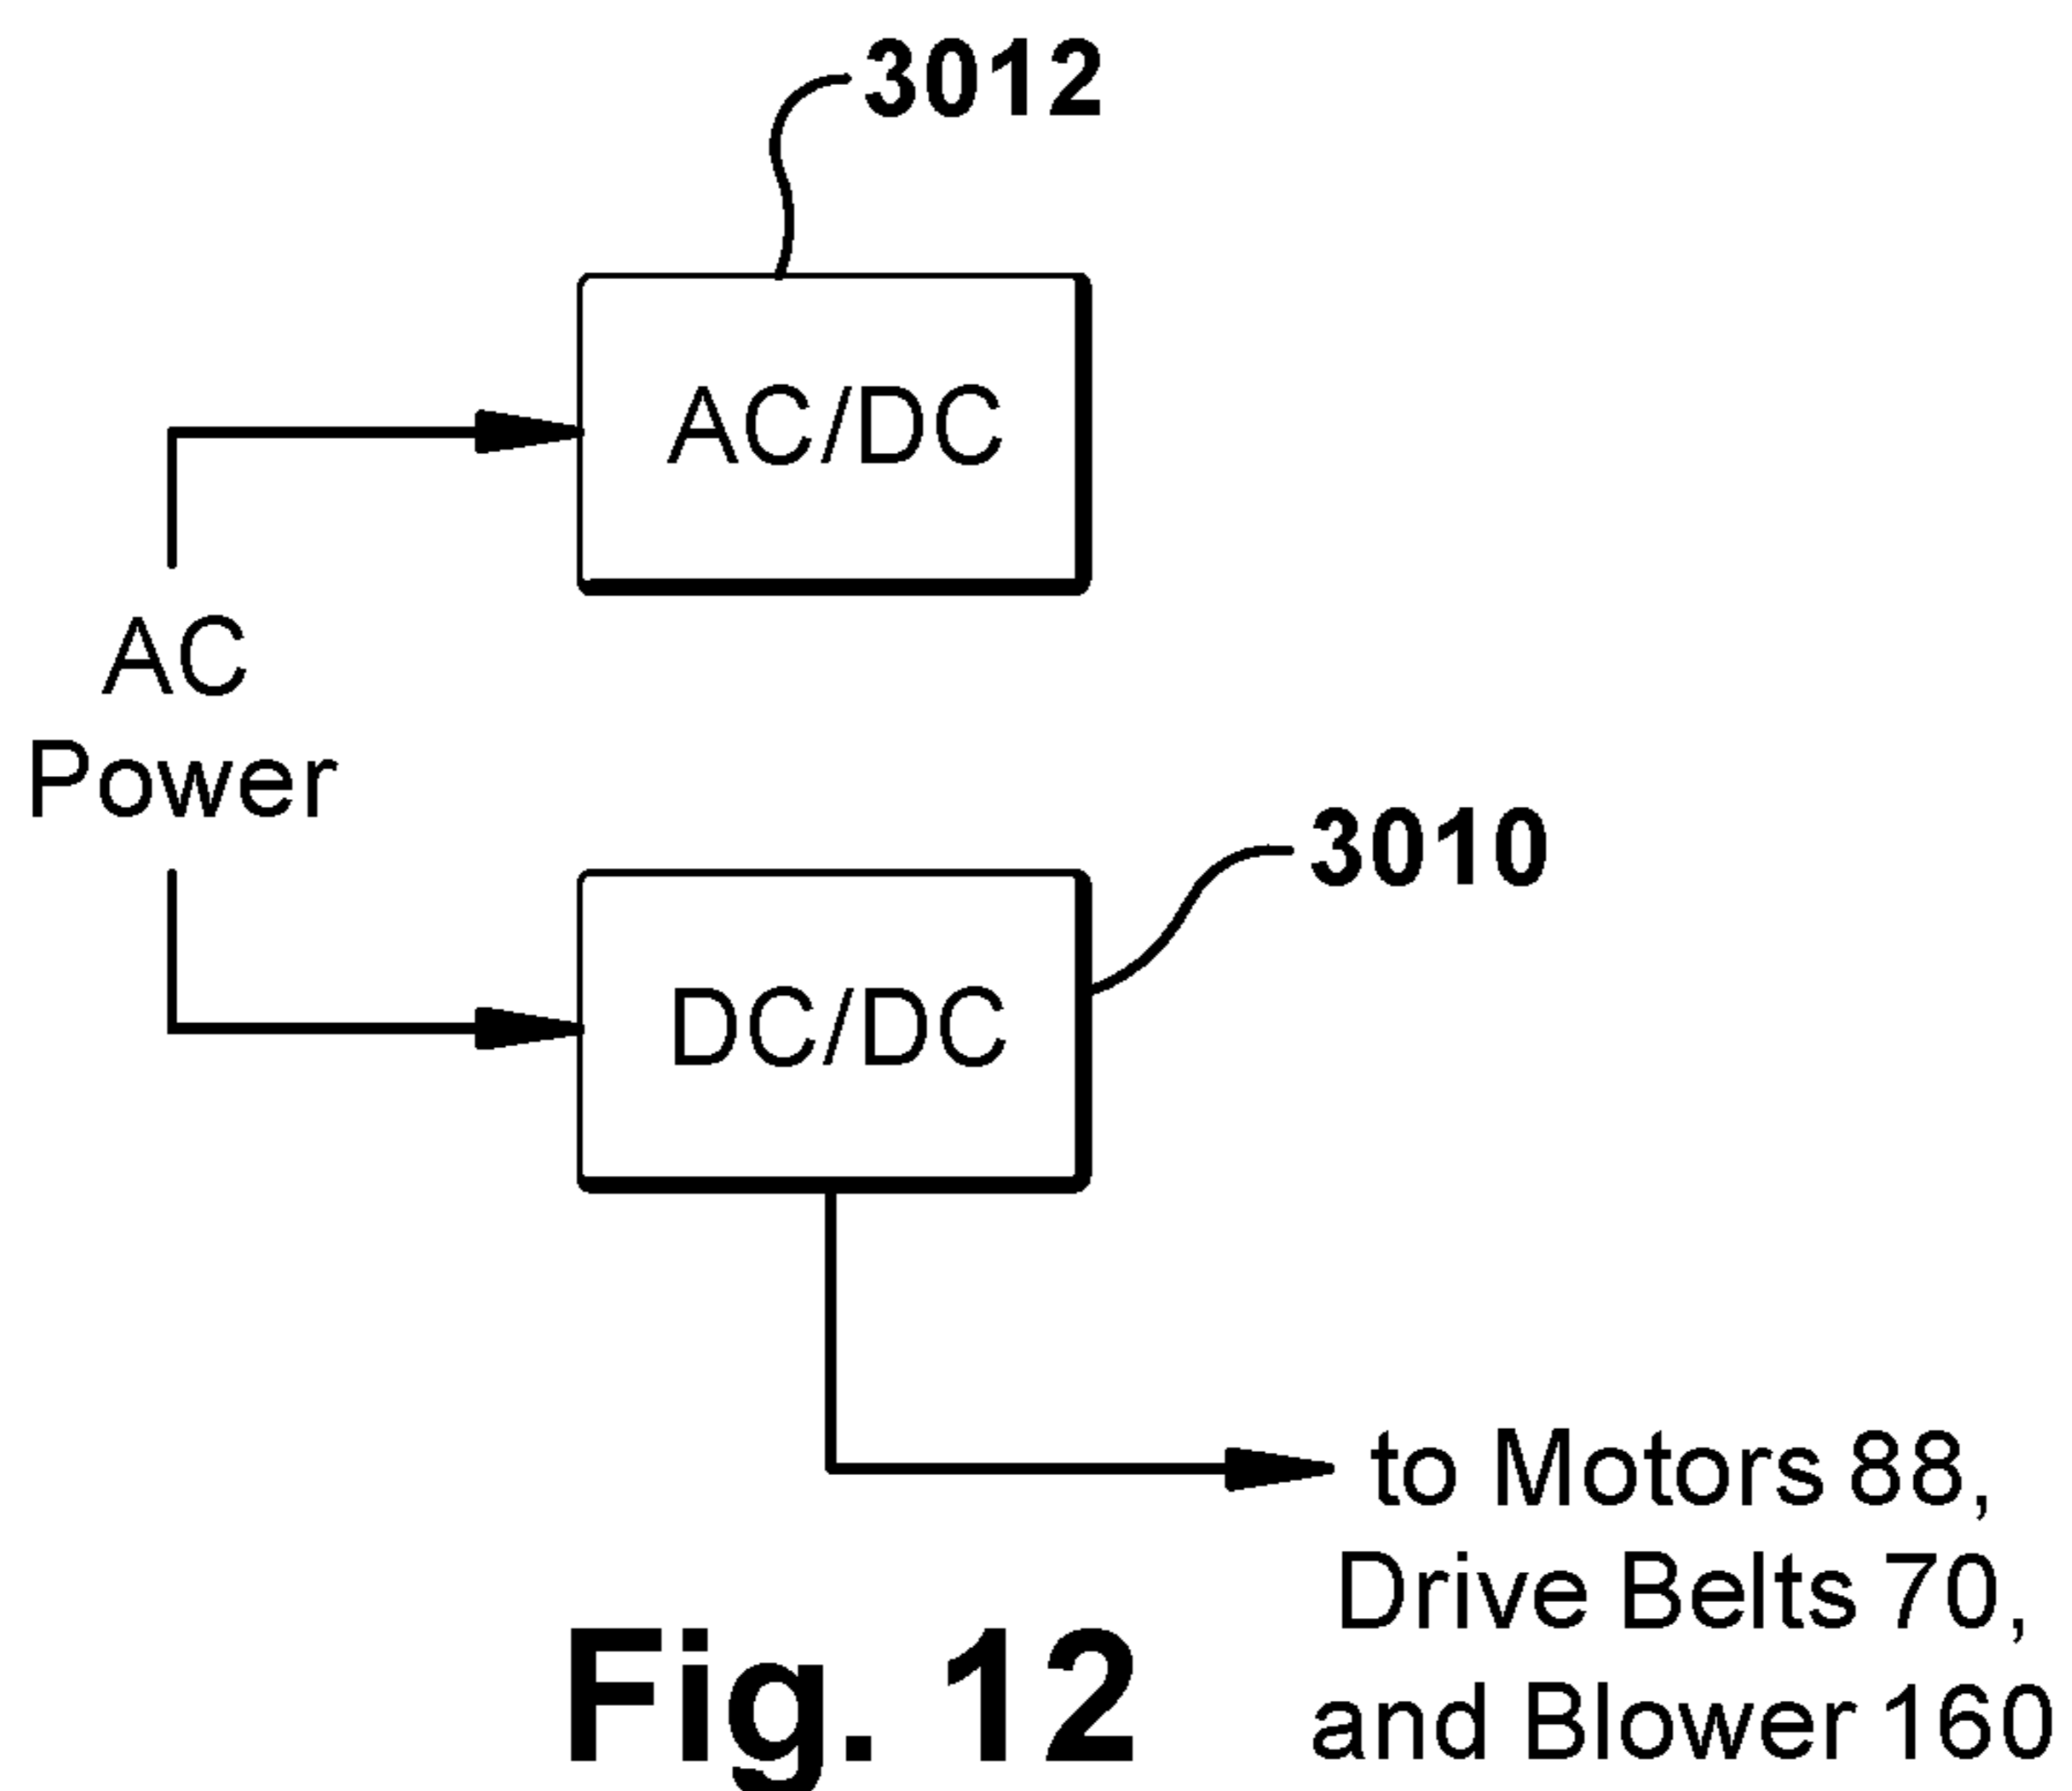 3012
AC/DC
AC
Power
3010
DC/DC
to Motors 88,
Drive Belts 70,
and Blower 160
Fig. 12